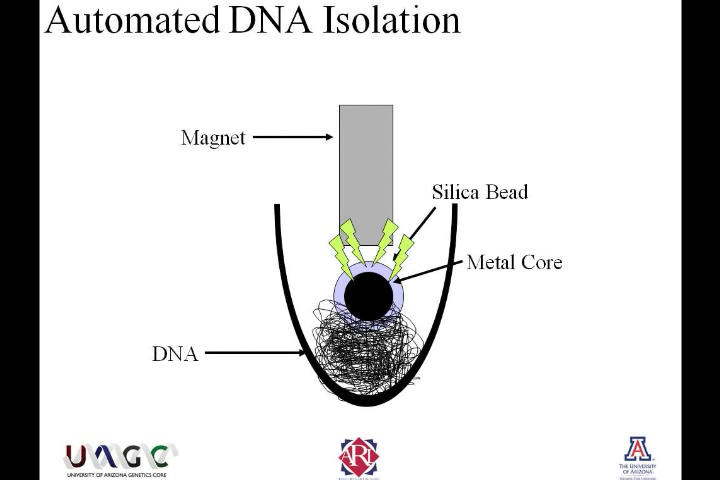 Automated DNA Isolation
Magnet
Silica Bead
Metal Core
DNA
UAGC
UNIVERSITY OF ARIZONA GENETICS CORE
ARL
A
THE UNIVERSITY
OF ARIZONA.